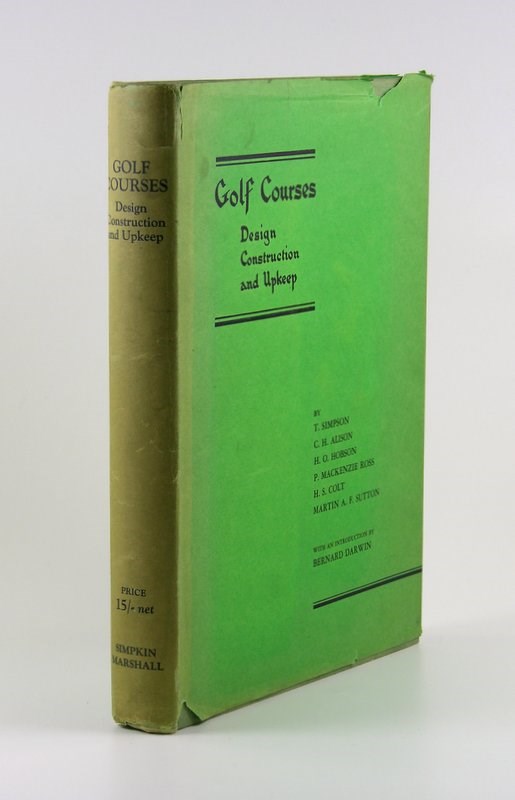 GOLF
COURSES
Design
Construction
and Upkeep
PRICE
15/- net
SIMPKIN
MARSHALL
Golf Courses
Design
Construction
and Upkeep
BY
T. SIMPSON
C. H. ALISON
H. O. HOBSON
P. MACKENZIE ROSS
H. S. COLT
MARTIN A. F. SUTTON
WITH AN INTRODUCTION BY
BERNARD DARWIN